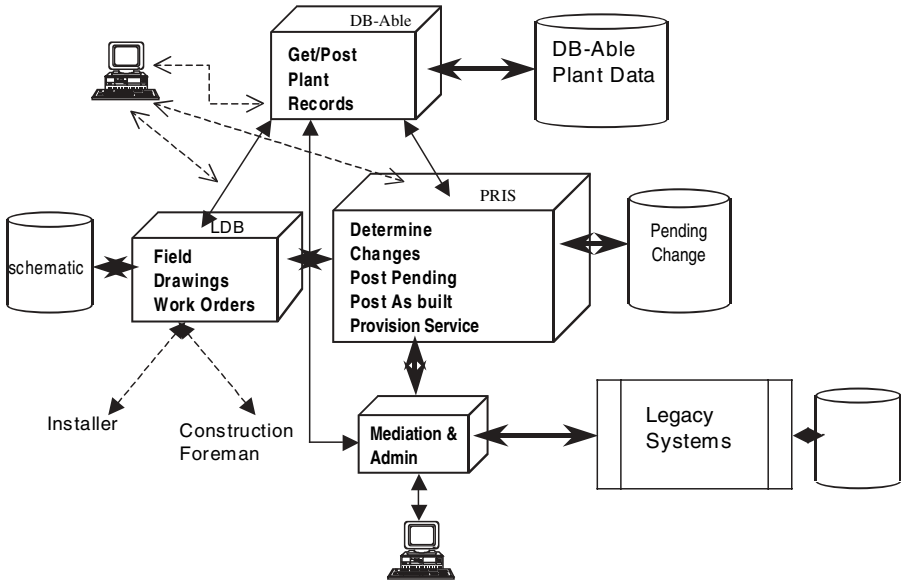 DB-Able
Get/Post
Plant
Records
DB-Able
Plant Data
PRIS
Determine
Changes
Post Pending
Post As built
Provision Service
Pending
Change
LDB
Field
Drawings
Work Orders
schematic
Installer
Construction
Foreman
Mediation &
Admin
Legacy
Systems